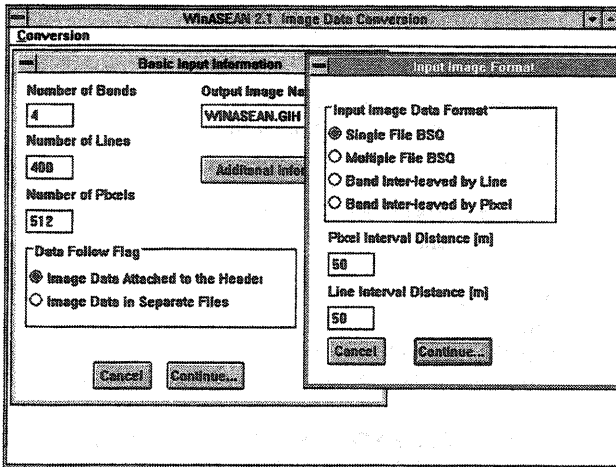 WinASEAN 2.1 Image Data Conversion
Conversion
Basic Input Information
Number of Bands
4
Output Image Na
WINASEAN.GIH
Number of Lines
400
Additonal Infor
Number of Pixels
512
Data Follow Flag
Image Data Attached to the Header
Image Data in Separate Files
Cancel
Continue...
Input Image Format
Input Image Data Format
Single File BSQ
Multiple File BSQ
Band Inter-leaved by Line
Band Inter-leaved by Pixel
Pixel Interval Distance [m]
50
Line Interval Distance [m]
50
Cancel
Continue...